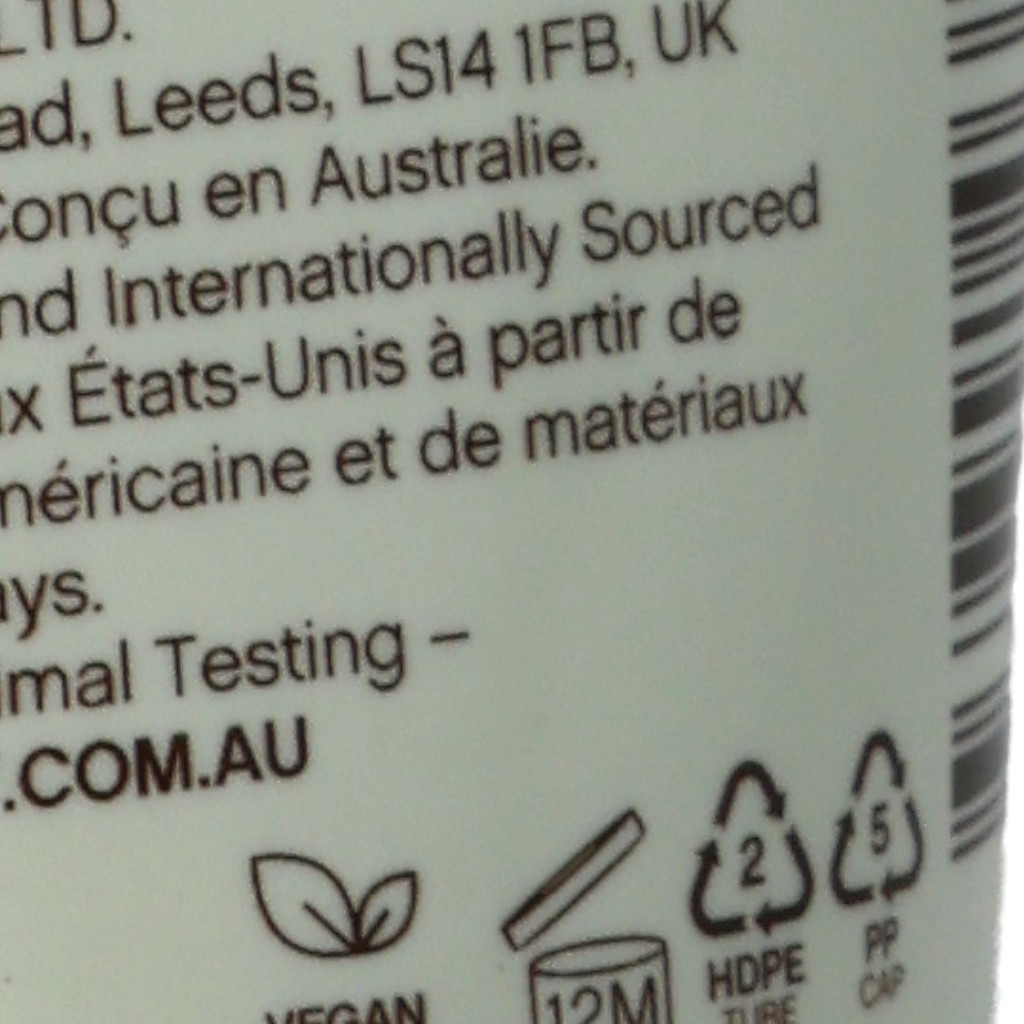 LTD.
ad, Leeds, LS14 1FB, UK
Conçu en Australie.
nd Internationally Sourced
x États-Unis à partir de
méricaine et de matériaux
ays.
imal Testing –
.COM.AU
2
5
HDPE
TUBE
PP
CAP
VEGAN
12M